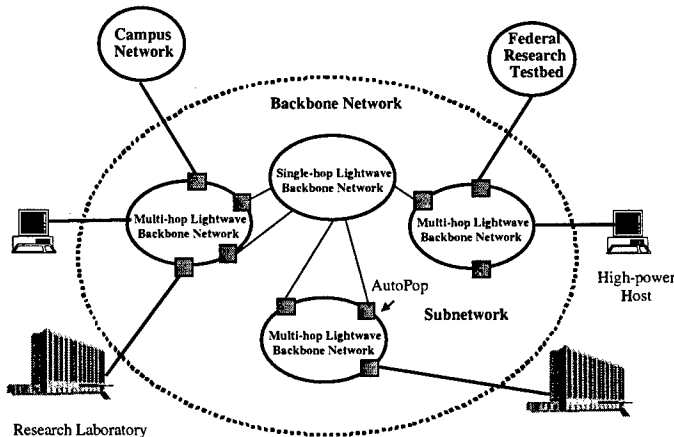 Campus
Network
Federal
Research
Testbed
Backbone Network
Single-hop Lightwave
Backbone Network
Multi-hop Lightwave
Backbone Network
Multi-hop Lightwave
Backbone Network
High-power
Host
AutoPop
Subnetwork
Multi-hop Lightwave
Backbone Network
Research Laboratory